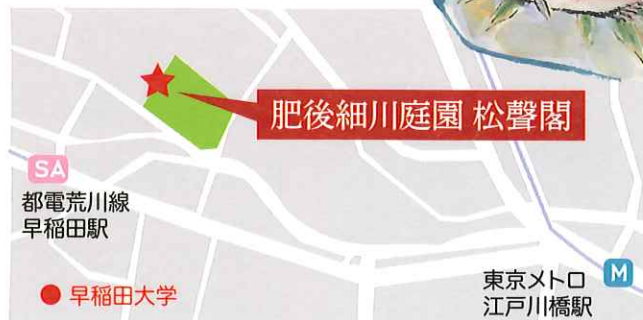 肥後細川庭園 松聲閣
SA
都電荒川線
早稲田駅
早稲田大学
東京メトロ
江戸川橋駅
M